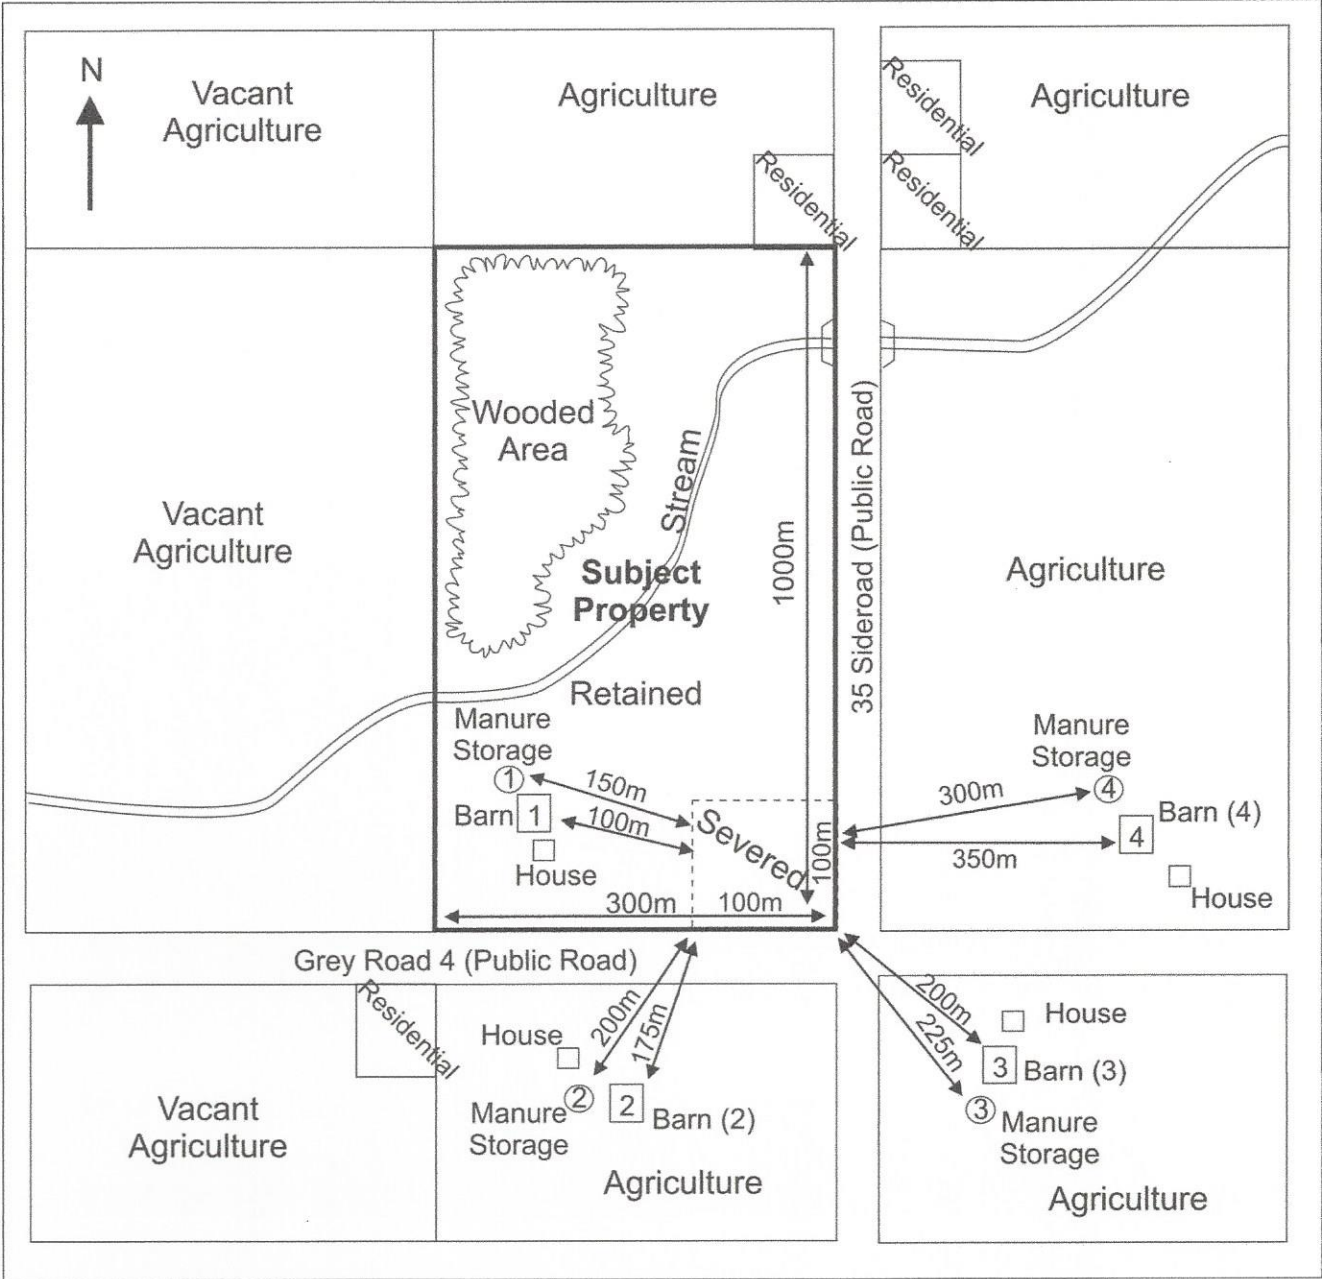 N
Vacant
Agriculture
Agriculture
Residential
Residential
Residential
Agriculture
Wooded
Area
Stream
Subject
Property
1000m
35 Sideroad (Public Road)
Vacant
Agriculture
Agriculture
Retained
Manure
Storage
1
150m
Barn 1
100m
House
Severed
100m
300m
100m
Manure
Storage
300m
4
Barn (4)
4
350m
House
Grey Road 4 (Public Road)
Residential
Vacant
Agriculture
House
200m
175m
2
2
Manure
Storage
Barn (2)
Agriculture
200m
225m
House
3
Barn (3)
3
Manure
Storage
Agriculture